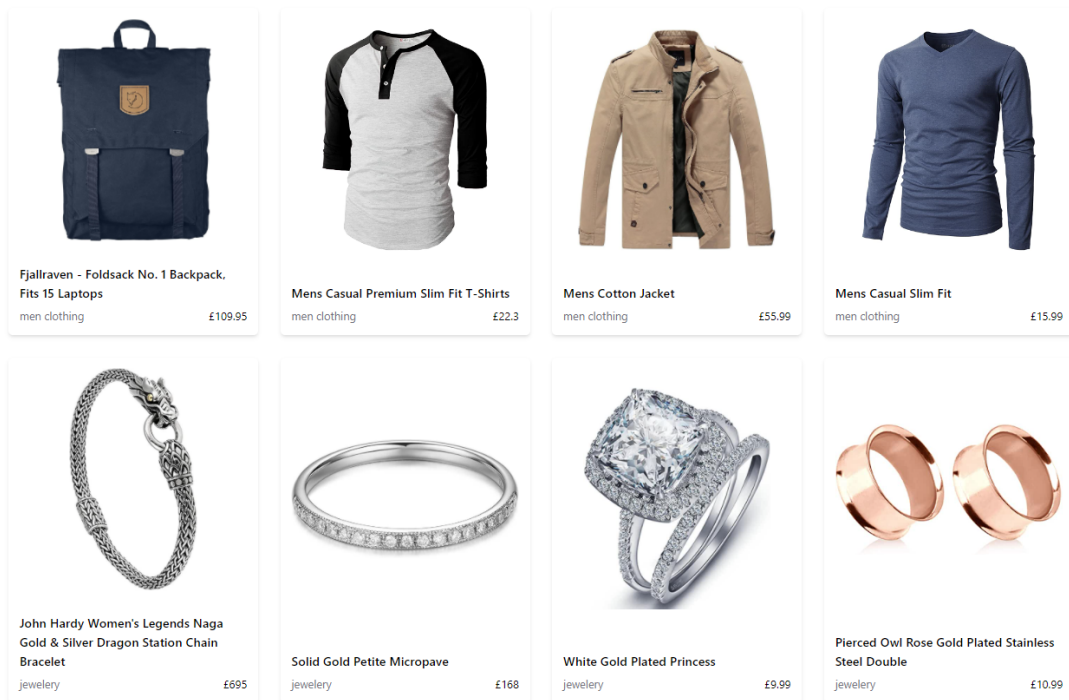 Fjallraven - Foldsack No. 1 Backpack,
Fits 15 Laptops
men clothing £109.95
Mens Casual Premium Slim Fit T-Shirts
men clothing £22.3
Mens Cotton Jacket
men clothing £55.99
Mens Casual Slim Fit
men clothing £15.99
John Hardy Women's Legends Naga
Gold & Silver Dragon Station Chain
Bracelet
jewelery £695
Solid Gold Petite Micropave
jewelery £168
White Gold Plated Princess
jewelery £9.99
Pierced Owl Rose Gold Plated Stainless
Steel Double
jewelery £10.99